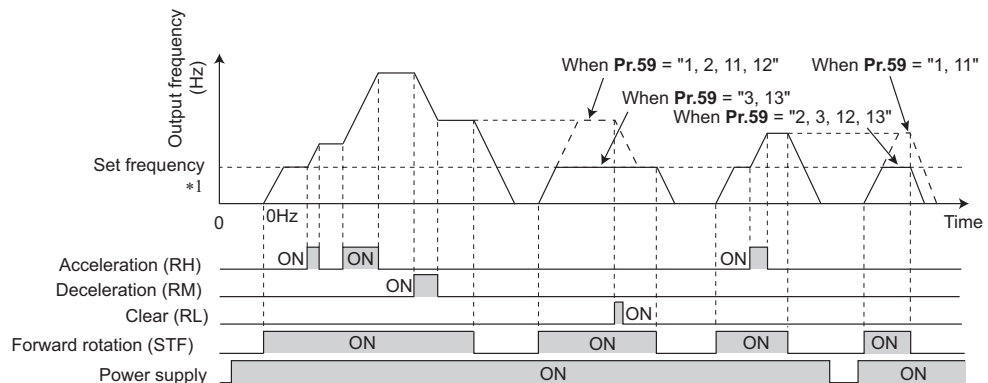 Output frequency
(Hz)
When Pr.59 = "1, 2, 11, 12"
When Pr.59 = "1, 11"
When Pr.59 = "3, 13"
When Pr.59 = "2, 3, 12, 13"
Set frequency
*1
0
0Hz
Time
Acceleration (RH)
ON
ON
ON
Deceleration (RM)
ON
Clear (RL)
ON
Forward rotation (STF)
ON
ON
ON
ON
Power supply
ON
ON